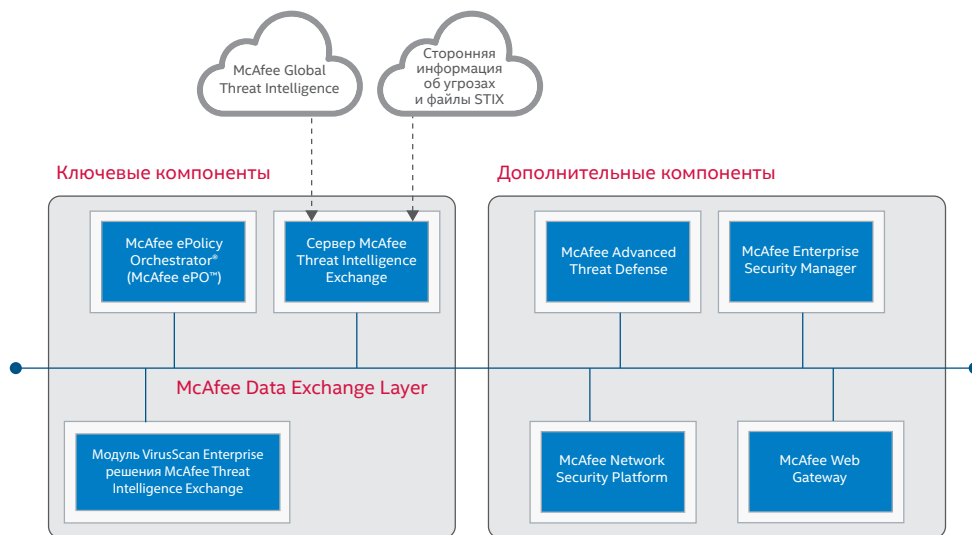 McAfee Global
Threat Intelligence
Сторонняя
информация
об угрозах
и файлы STIX
Ключевые компоненты
Дополнительные компоненты
McAfee ePolicy
Orchestrator®
(McAfee ePO™)
Сервер McAfee
Threat Intelligence
Exchange
McAfee Advanced
Threat Defense
McAfee Enterprise
Security Manager
McAfee Data Exchange Layer
Модуль VirusScan Enterprise
решения McAfee Threat
Intelligence Exchange
McAfee Network
Security Platform
McAfee Web
Gateway